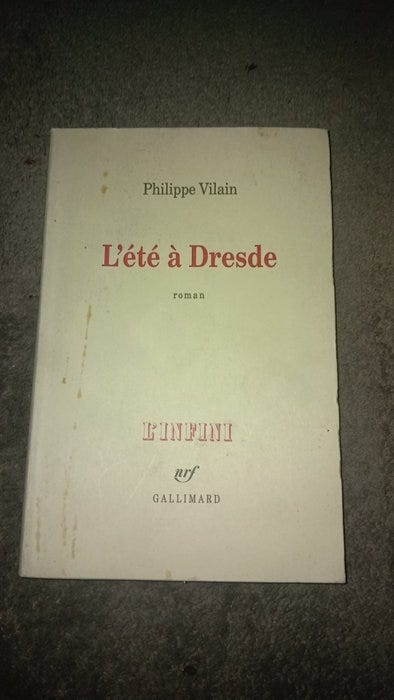 Philippe Vilain
L'été à Dresde
roman
L'INFINI
nrf
GALLIMARD